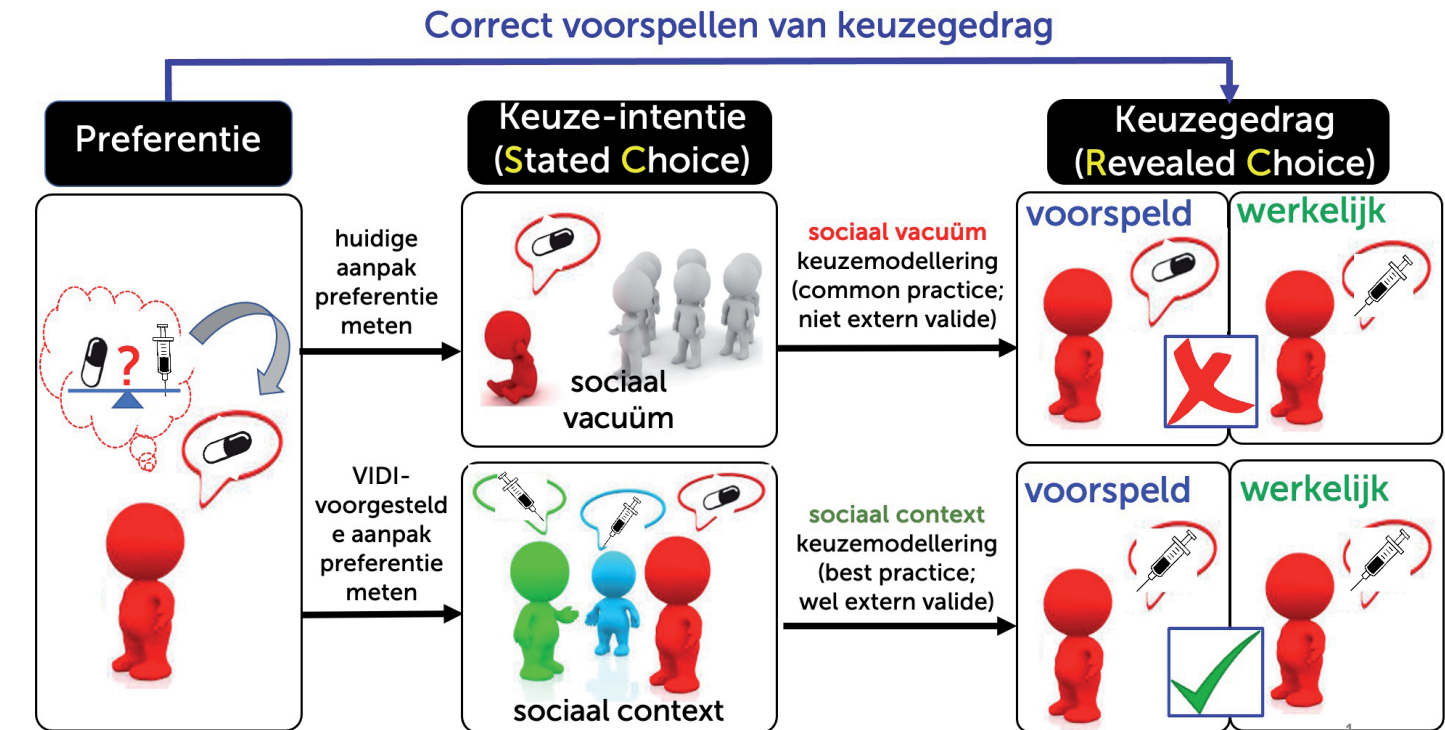 Correct voorspellen van keuzegedrag
Preferentie
Keuze-intentie
(Stated Choice)
Keuzegedrag
(Revealed Choice)
?
huidige
aanpak
preferentie
meten
sociaal
vacuüm
sociaal vacuüm
keuzemodellering
(common practice;
niet extern valide)
voorspeld
werkelijk
VIDI-
voorgesteld
e aanpak
preferentie
meten
sociaal context
sociaal context
keuzemodellering
(best practice;
wel extern valide)
voorspeld
werkelijk
1